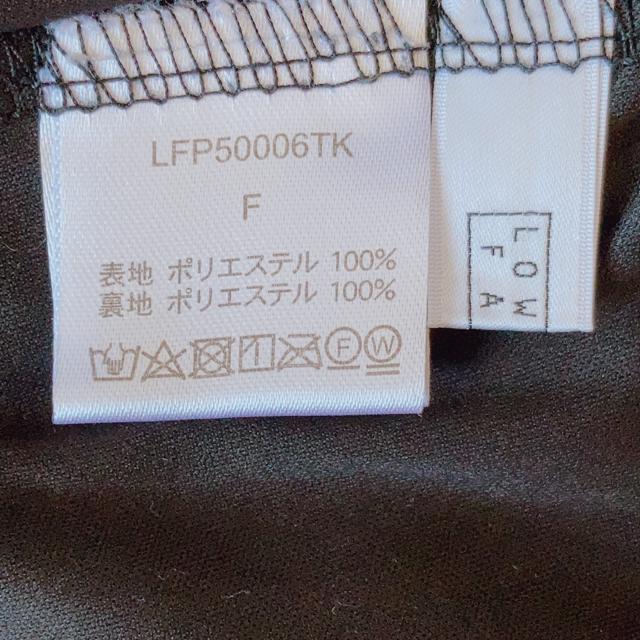 LFP50006TK
F
表地 ポリエステル 100%
裏地 ポリエステル 100%
F W
LOW
FA